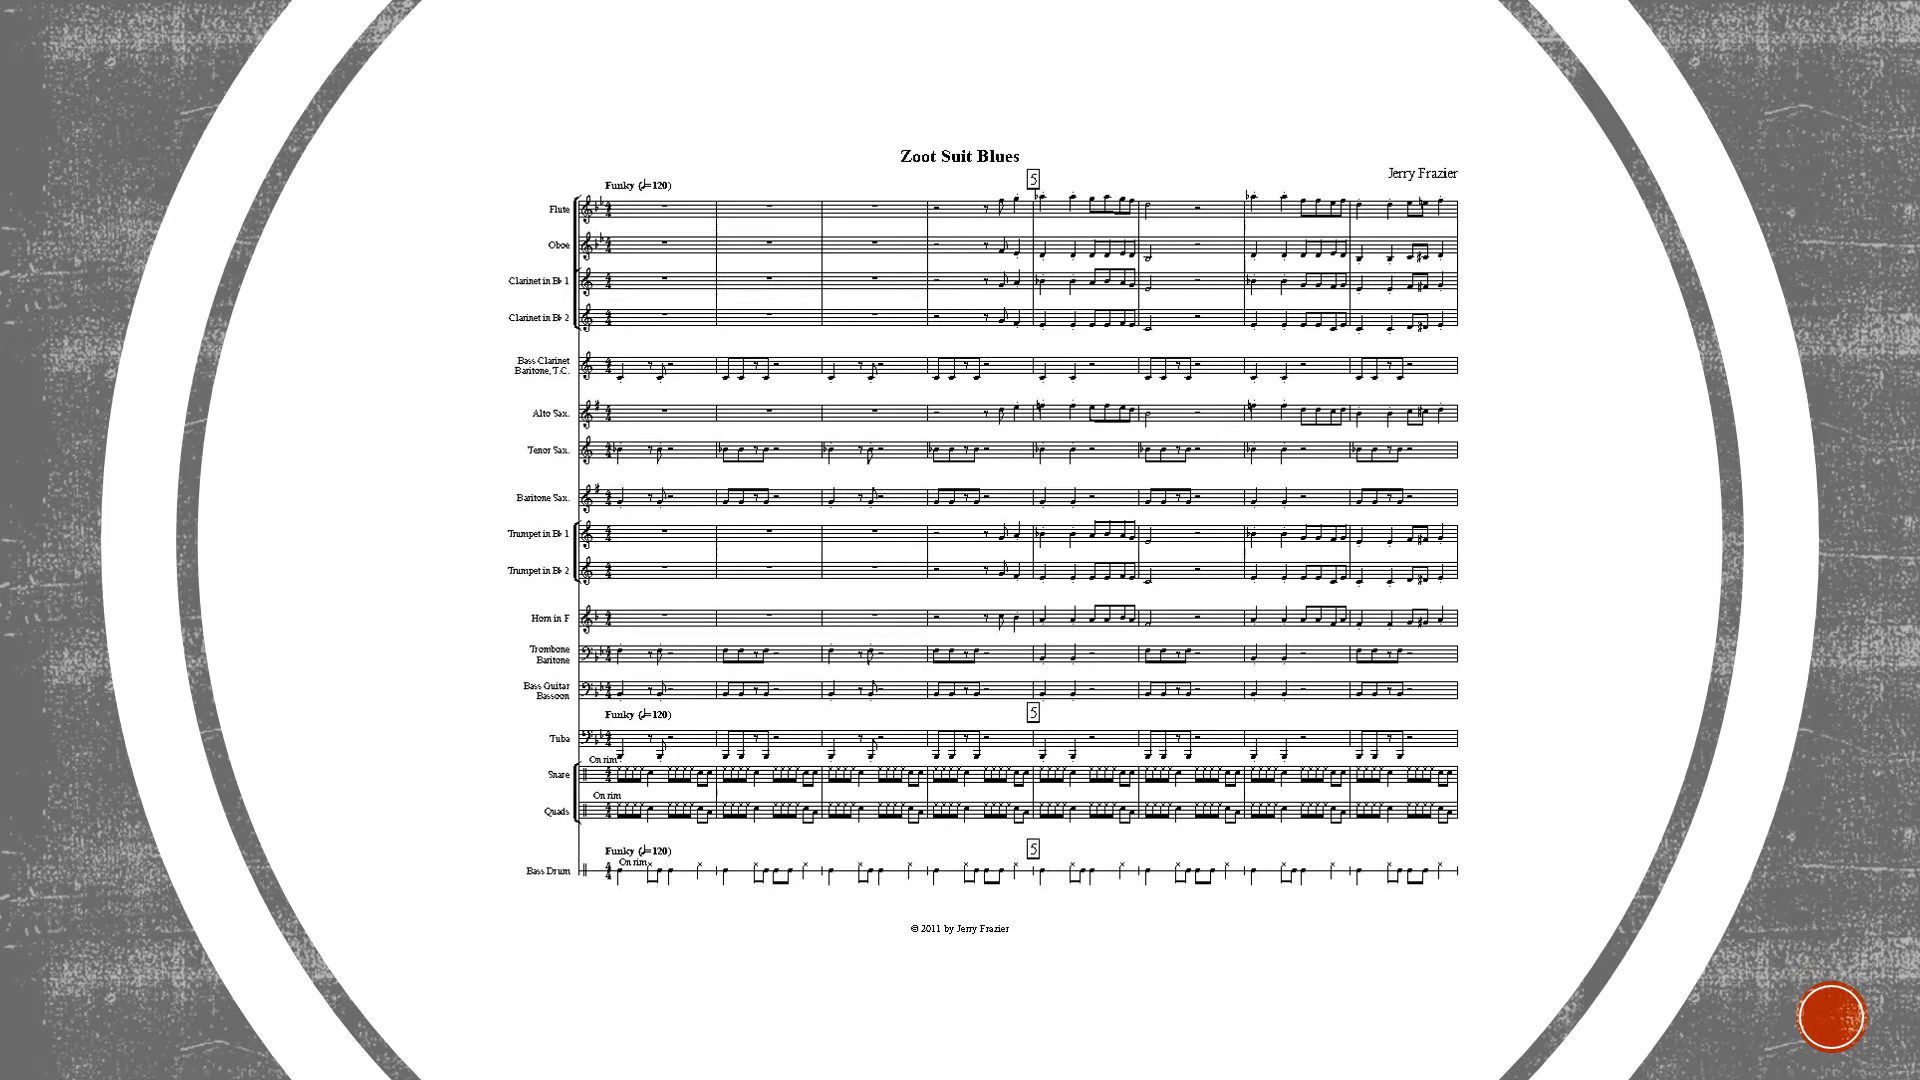 Zoot Suit Blues
Jerry Frazier
5
Funky (♩=120)
Flute
Oboe
Clarinet in B♭ 1
Clarinet in B♭ 2
Bass Clarinet
Baritone, T.C.
Alto Sax.
Tenor Sax.
Baritone Sax.
Trumpet in B♭ 1
Trumpet in B♭ 2
Horn in F
Trombone
Baritone
Bass Guitar
Bassoon
Funky (♩=120)
5
Tuba
On rim
Snare
On rim
Quads
Funky (♩=120)
5
On rim
Bass Drum
© 2011 by Jerry Frazier